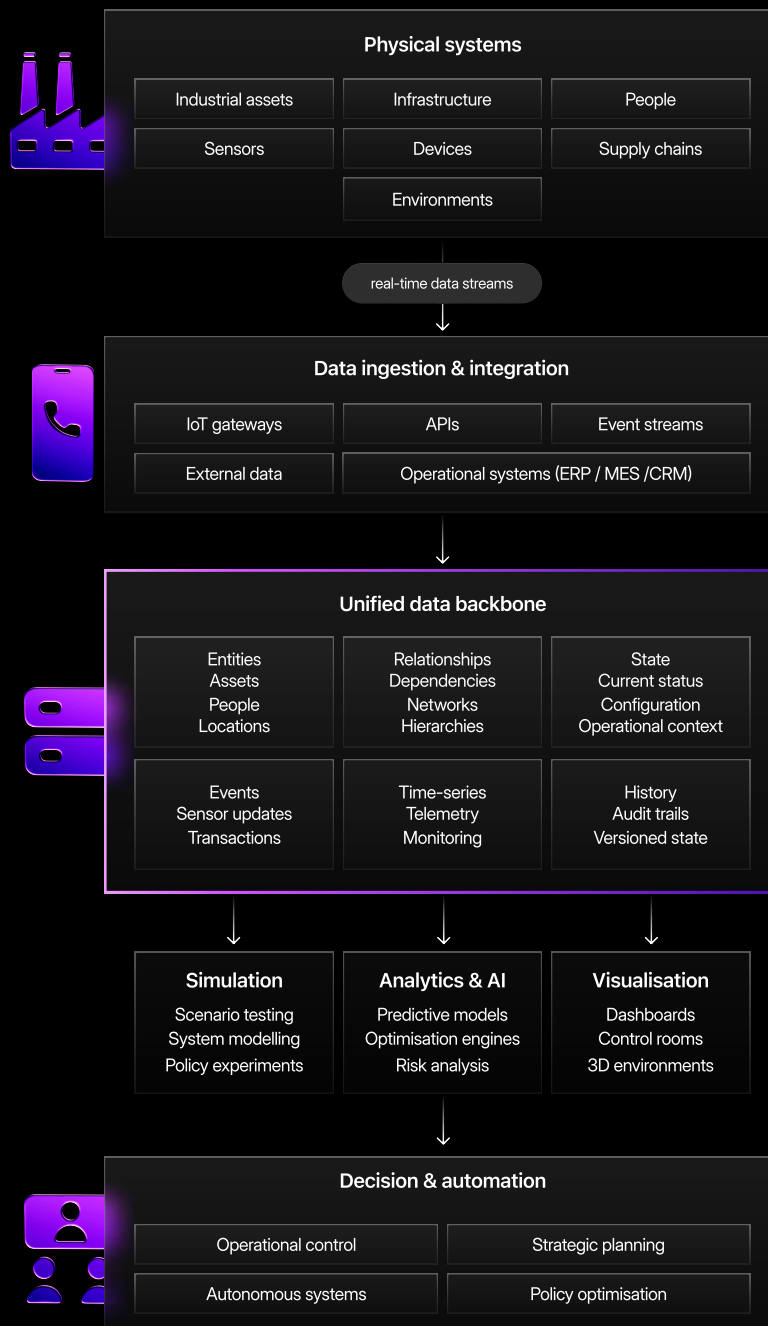 Physical systems
Industrial assets
Infrastructure
People
Sensors
Devices
Supply chains
Environments
real-time data streams
Data ingestion & integration
IoT gateways
APIs
Event streams
External data
Operational systems (ERP / MES /CRM)
Unified data backbone
Entities
Assets
People
Locations
Relationships
Dependencies
Networks
Hierarchies
State
Current status
Configuration
Operational context
Events
Sensor updates
Transactions
Time-series
Telemetry
Monitoring
History
Audit trails
Versioned state
Simulation
Scenario testing
System modelling
Policy experiments
Analytics & AI
Predictive models
Optimisation engines
Risk analysis
Visualisation
Dashboards
Control rooms
3D environments
Decision & automation
Operational control
Strategic planning
Autonomous systems
Policy optimisation